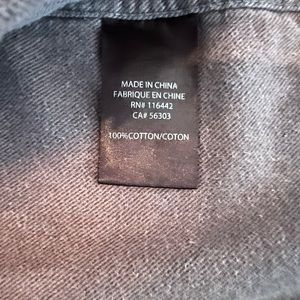 MADE IN CHINA
FABRIQUE EN CHINE
RN# 116442
CA# 56303
100%COTTON/COTON